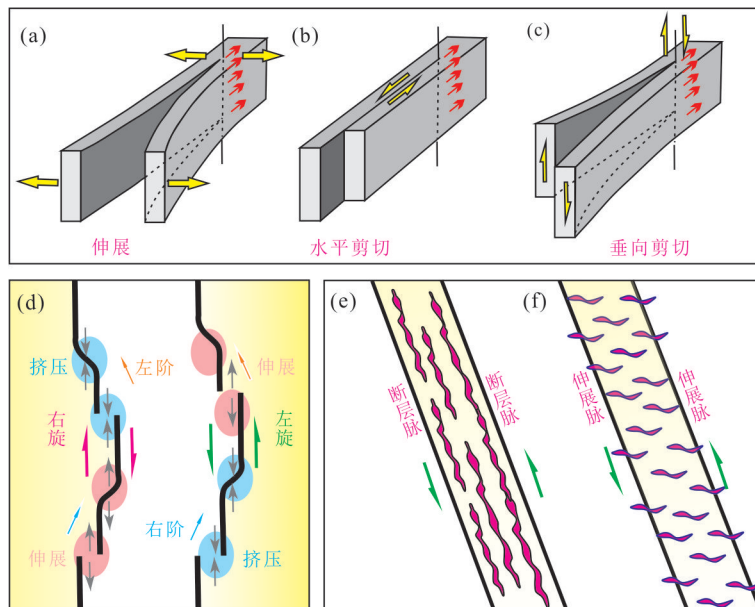 (a)
(b)
(c)
伸展
水平剪切
垂向剪切
(d)
挤压
左阶
伸展
右旋
左旋
伸展
右阶
挤压
(e)
断层脉
断层脉
(f)
伸展脉
伸展脉